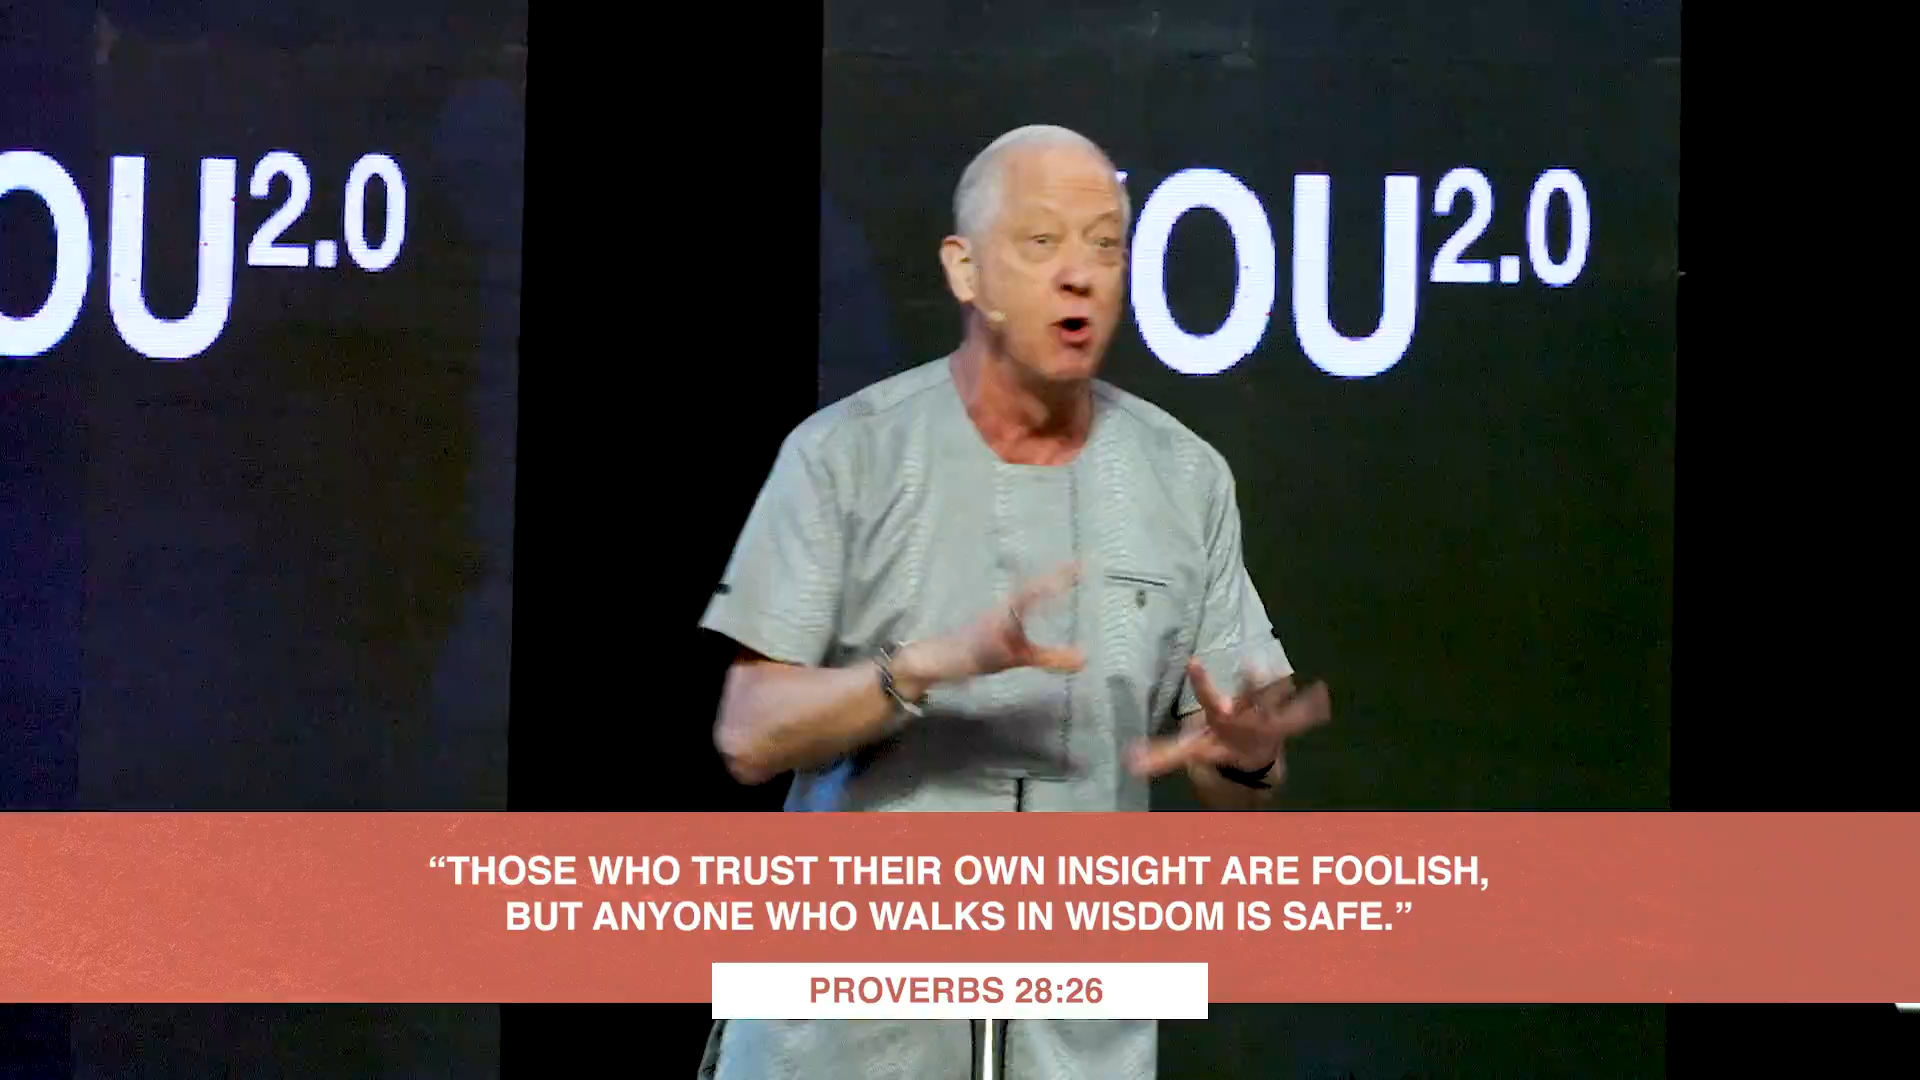 OU2.0
YOU2.0
“THOSE WHO TRUST THEIR OWN INSIGHT ARE FOOLISH,
BUT ANYONE WHO WALKS IN WISDOM IS SAFE.”
PROVERBS 28:26